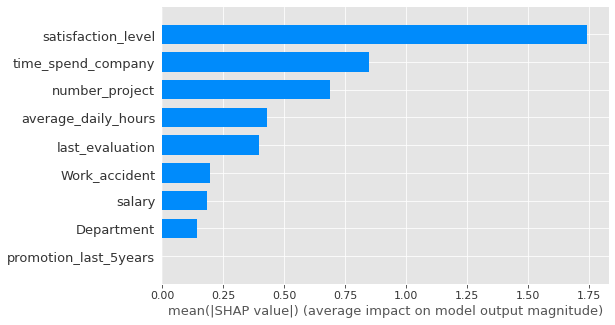 satisfaction_level
time_spend_company
number_project
average_daily_hours
last_evaluation
Work_accident
salary
Department
promotion_last_5years
0.00 0.25 0.50 0.75 1.00 1.25 1.50 1.75
mean(|SHAP value|) (average impact on model output magnitude)